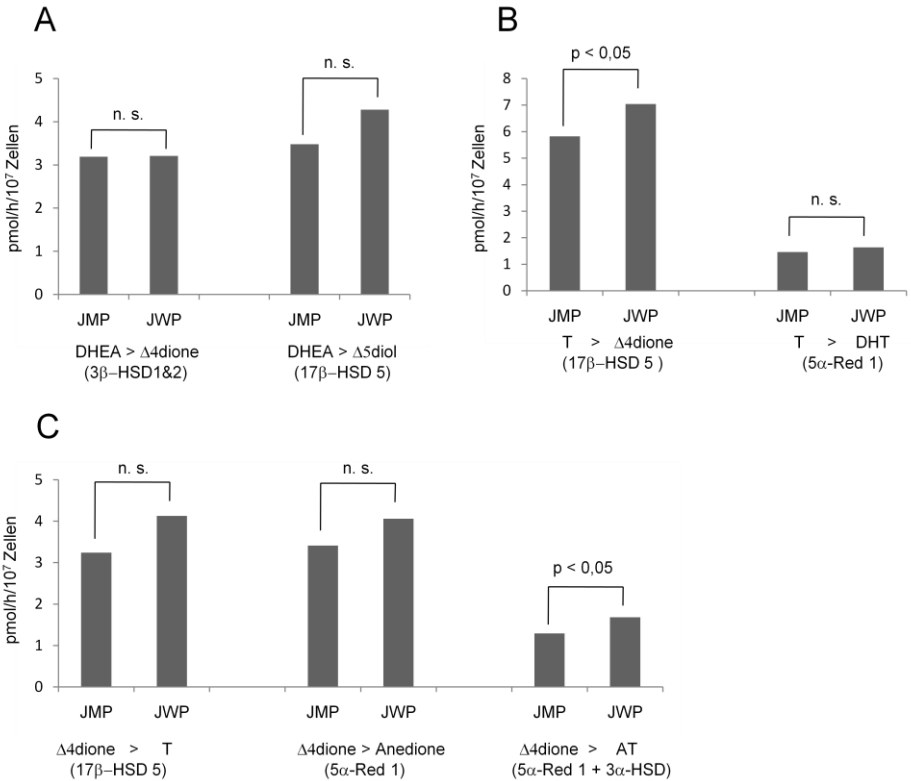 A
pmol/h/10⁷ Zellen
5
4
3
2
1
0
n. s.
n. s.
JMP JWP JMP JWP
DHEA > Δ4dione DHEA > Δ5diol
(3β–HSD1&2) (17β–HSD 5)
B
pmol/h/10⁷ Zellen
8
7
6
5
4
3
2
1
0
p < 0,05
n. s.
JMP JWP JMP JWP
T > Δ4dione T > DHT
(17β–HSD 5 ) (5α-Red 1)
C
pmol/h/10⁷ Zellen
5
4
3
2
1
0
n. s.
n. s.
p < 0,05
JMP JWP JMP JWP JMP JWP
Δ4dione > T Δ4dione > Anedione Δ4dione > AT
(17β-HSD 5) (5α-Red 1) (5α-Red 1 + 3α-HSD)